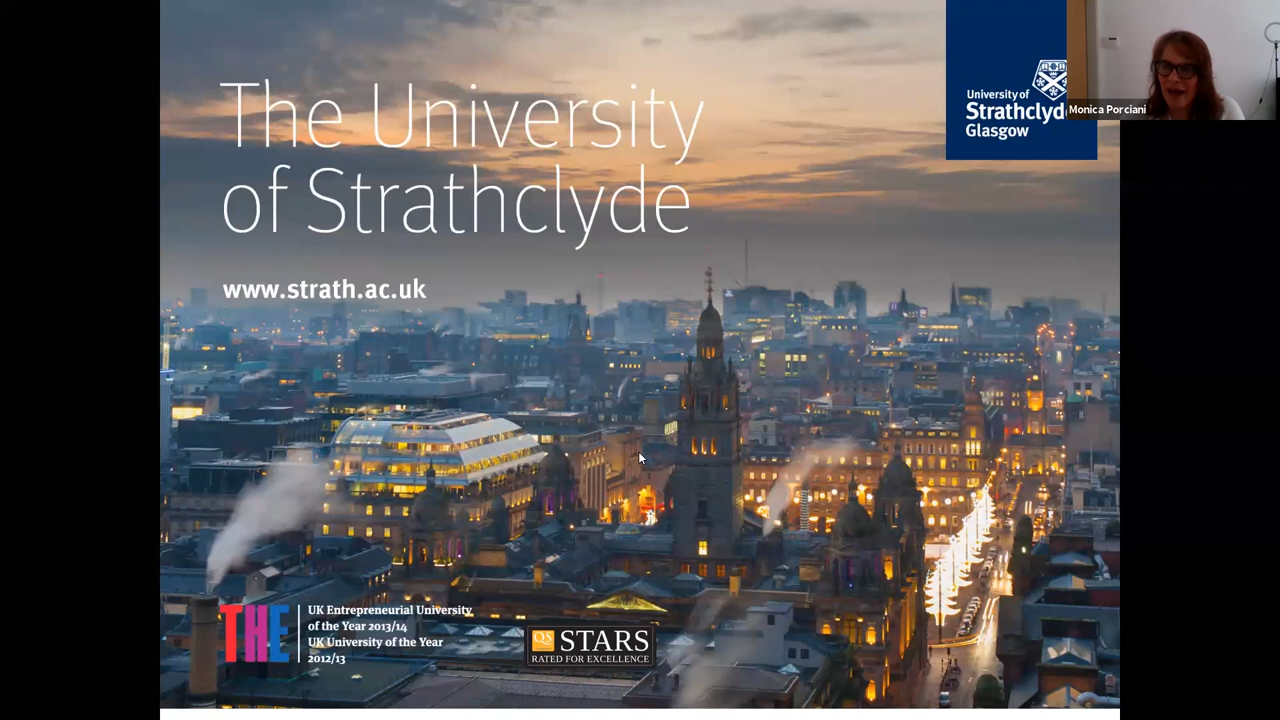 The University
of Strathclyde
www.strath.ac.uk
University of
Strathclyd
Glasgow
Monica Porciani
THE
UK Entrepreneurial University
of the Year 2013/14
UK University of the Year
2012/13
QS STARS
RATED FOR EXCELLENCE